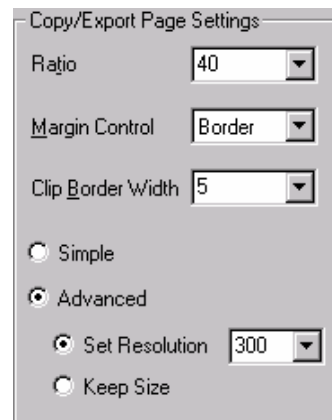 Copy/Export Page Settings
Ratio 40
Margin Control Border
Clip Border Width 5
Simple
Advanced
Set Resolution 300
Keep Size